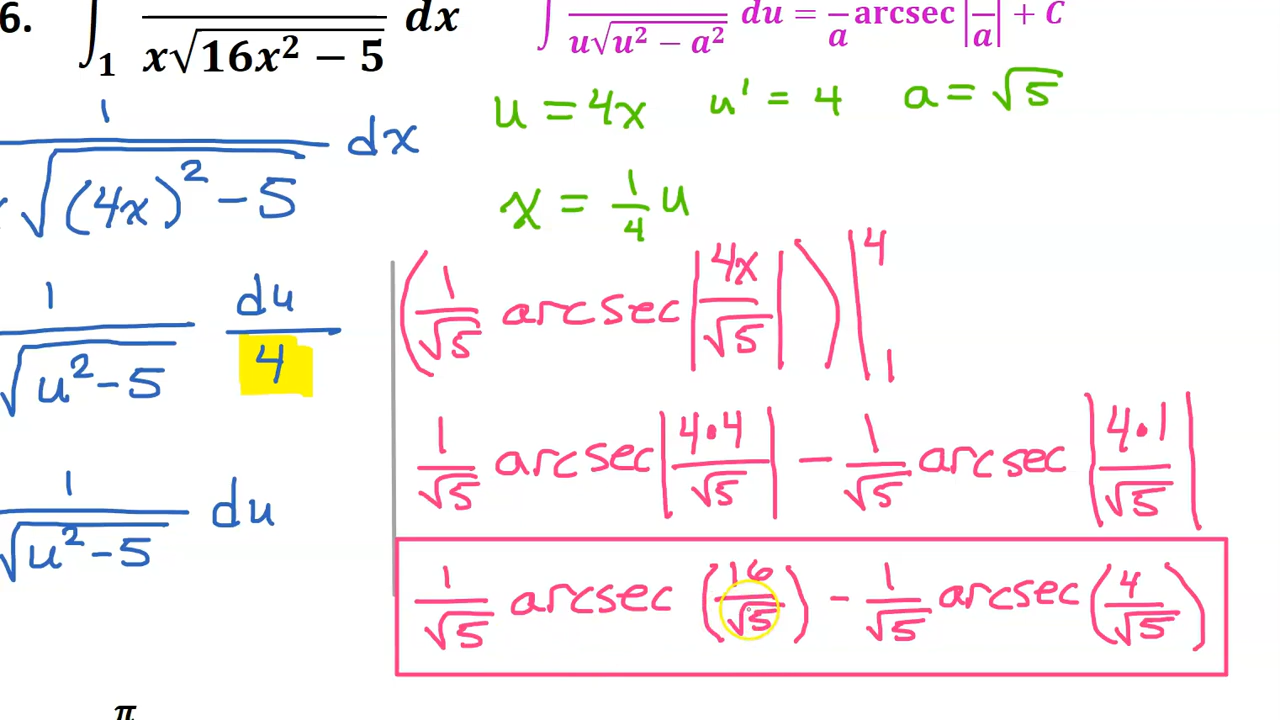 6. ∫₁ / x√16x² − 5 dx
∫ / u√u² − a² du = /a arcsec | /a| + C
u = 4x u' = 4 a = √5
1 / √(4x)² − 5 dx
x = 1/4 u
(1/√5 arcsec |4x/√5|) |₁⁴
1 / √u² − 5 du/4
1/√5 arcsec |4·4/√5| − 1/√5 arcsec |4·1/√5|
1 / √u² − 5 du
1/√5 arcsec (16/√5) − 1/√5 arcsec (4/√5)
π